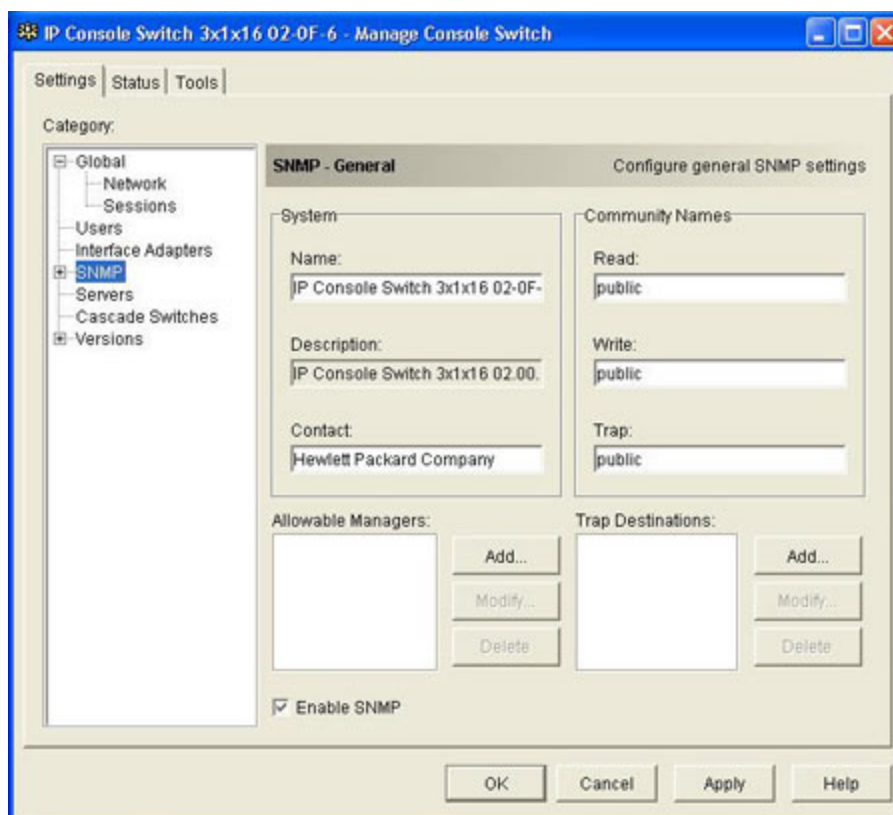 IP Console Switch 3x1x16 02-0F-6 - Manage Console Switch
Settings Status Tools
Category:
Global
Network
Sessions
Users
Interface Adapters
SNMP
Servers
Cascade Switches
Versions
SNMP - General Configure general SNMP settings
System
Name:
IP Console Switch 3x1x16 02-0F-
Description:
IP Console Switch 3x1x16 02.00.
Contact:
Hewlett Packard Company
Community Names
Read:
public
Write:
public
Trap:
public
Allowable Managers:
Add...
Modify...
Delete
Trap Destinations:
Add...
Modify...
Delete
Enable SNMP
OK Cancel Apply Help